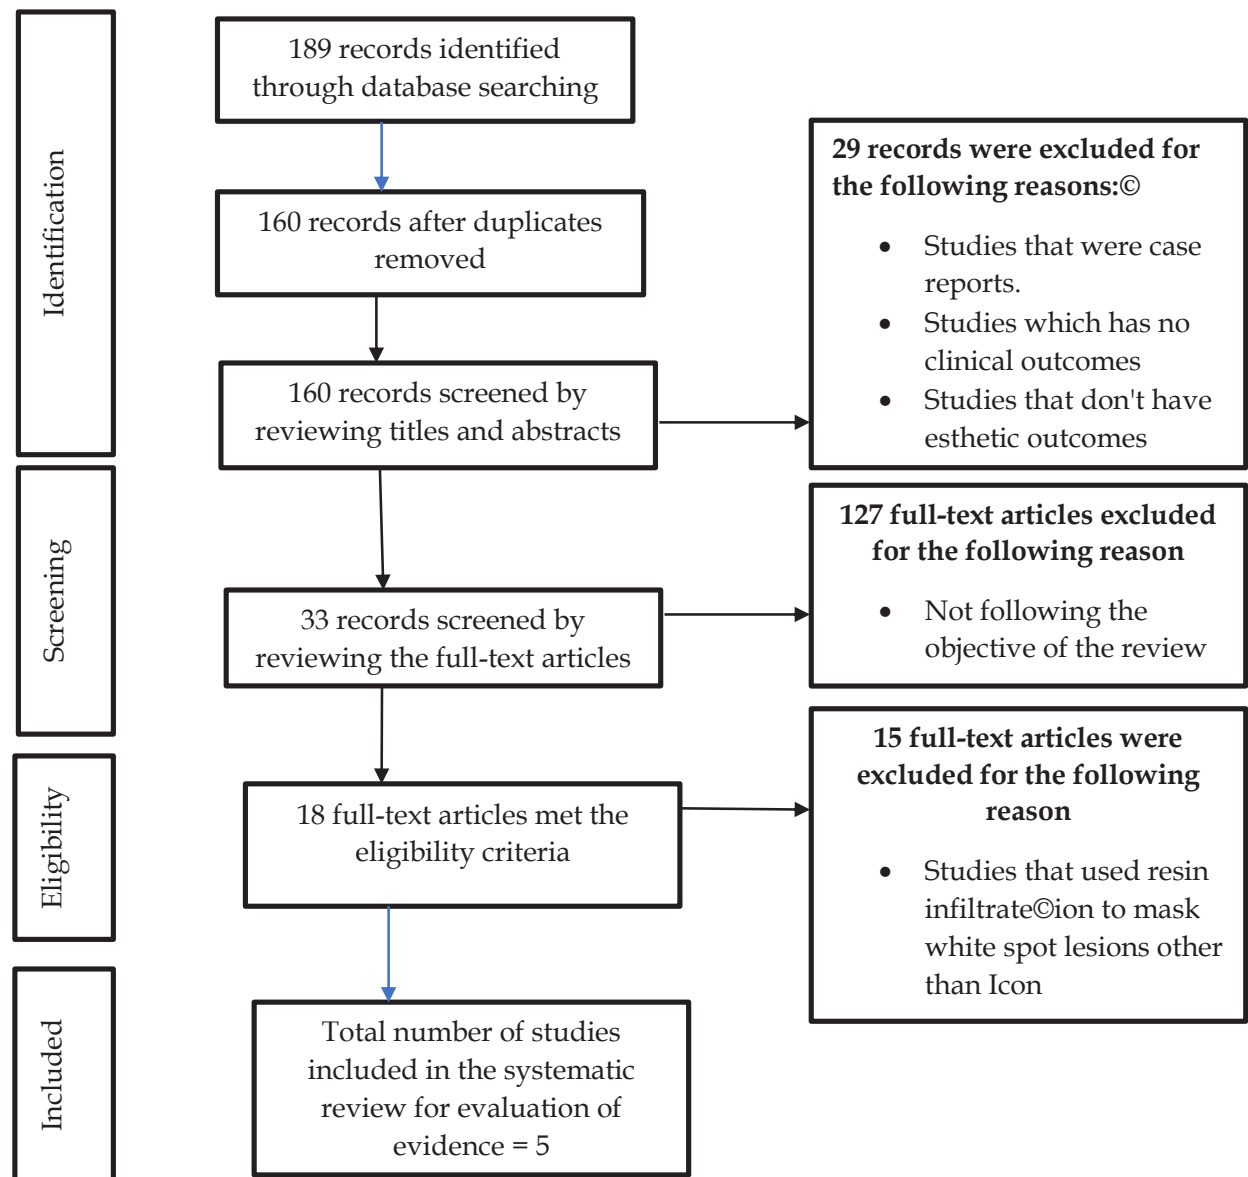 Identification
189 records identified
through database searching
160 records after duplicates
removed
160 records screened by
reviewing titles and abstracts
29 records were excluded for
the following reasons:©
• Studies that were case
reports.
• Studies which has no
clinical outcomes
• Studies that don't have
esthetic outcomes
Screening
33 records screened by
reviewing the full-text articles
127 full-text articles excluded
for the following reason
• Not following the
objective of the review
Eligibility
18 full-text articles met the
eligibility criteria
15 full-text articles were
excluded for the following
reason
• Studies that used resin
infiltrate©ion to mask
white spot lesions other
than Icon
Included
Total number of studies
included in the systematic
review for evaluation of
evidence = 5